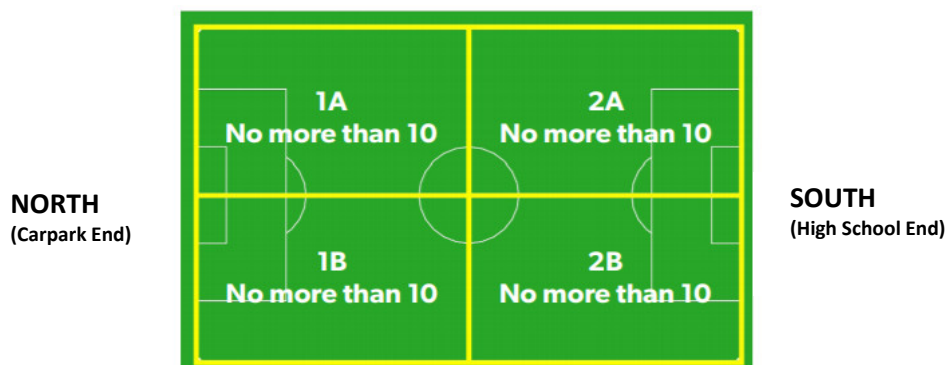 1A
No more than 10
2A
No more than 10
NORTH
(Carpark End)
SOUTH
(High School End)
1B
No more than 10
2B
No more than 10